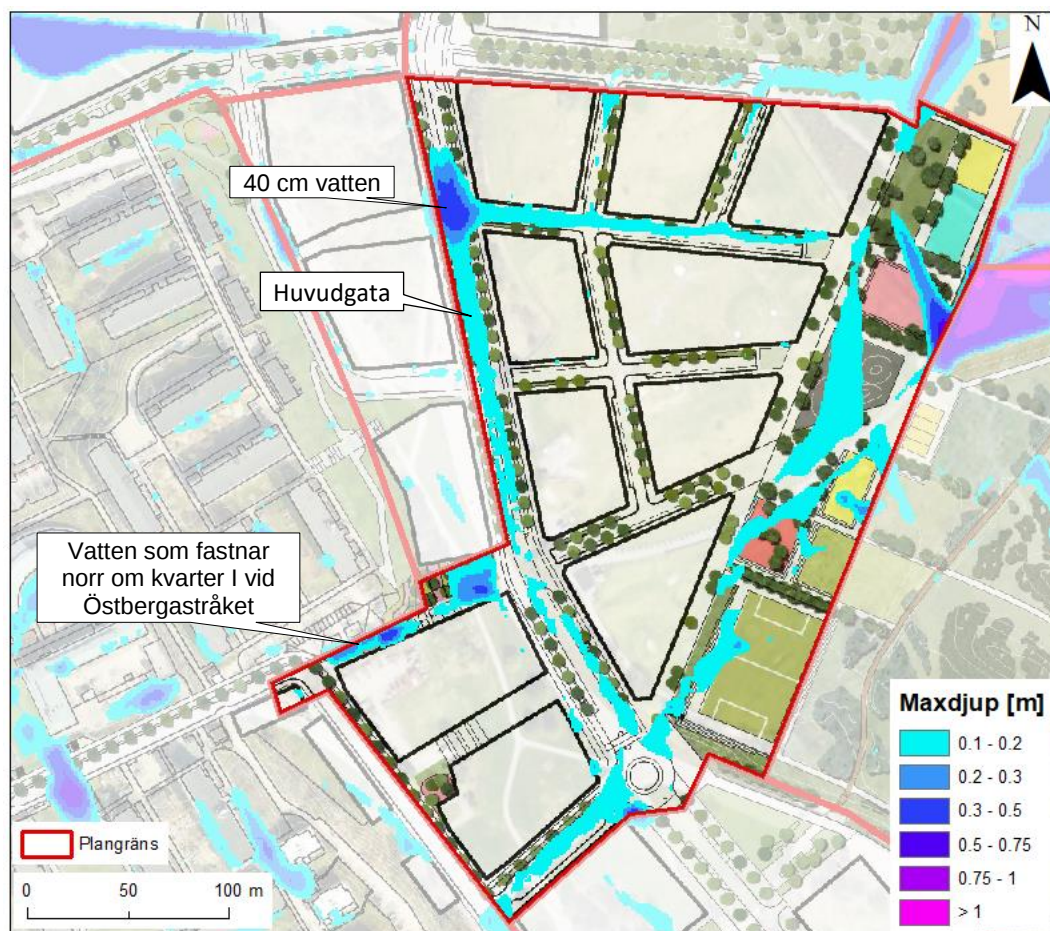 N
40 cm vatten
Huvudgata
Vatten som fastnar
norr om kvarter I vid
Östbergastråket
Maxdjup [m]
0.1 - 0.2
0.2 - 0.3
0.3 - 0.5
0.5 - 0.75
0.75 - 1
> 1
Plangräns
0 50 100 m